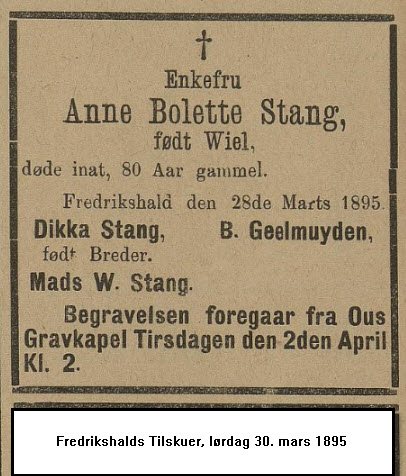 †
Enkefru
Anne Bolette Stang,
født Wiel,
døde inat, 80 Aar gammel.
Fredrikshald den 28de Marts 1895.
Dikka Stang, B. Geelmuyden,
født Breder.
Mads W. Stang.
Begravelsen foregaar fra Ous
Gravkapel Tirsdagen den 2den April
Kl. 2.
Fredrikshalds Tilskuer, lørdag 30. mars 1895